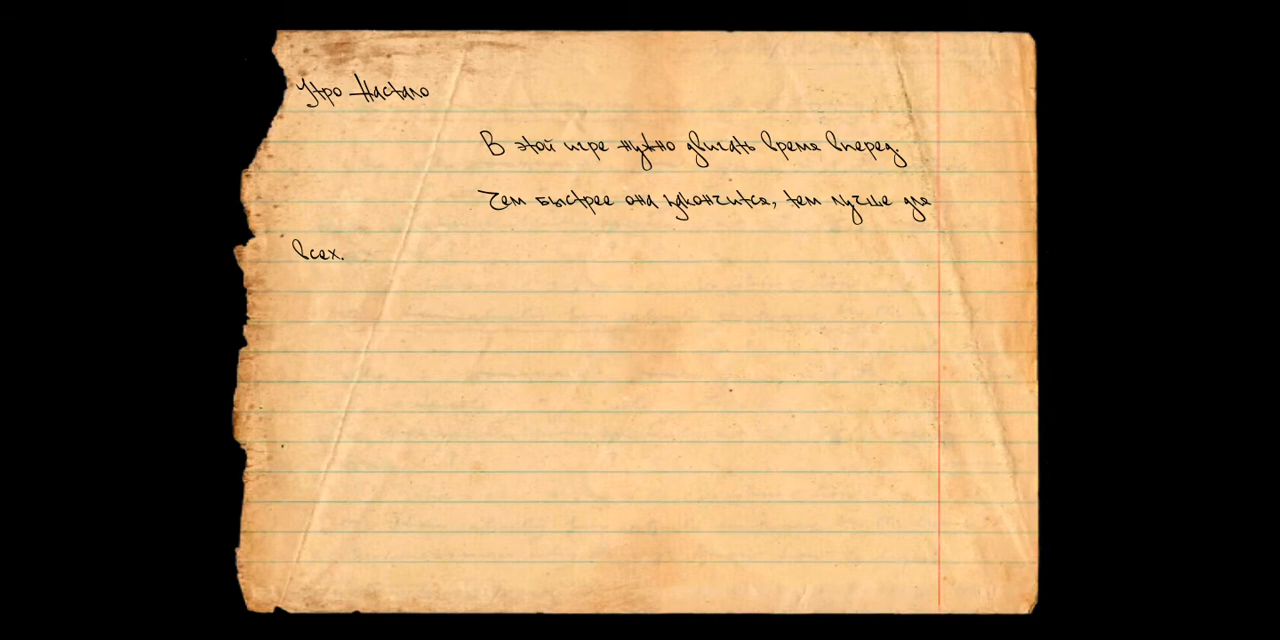 Утро Настало
В этой игре нужно двигать время вперед.
Чем быстрее она закончится, тем лучше для
всех.